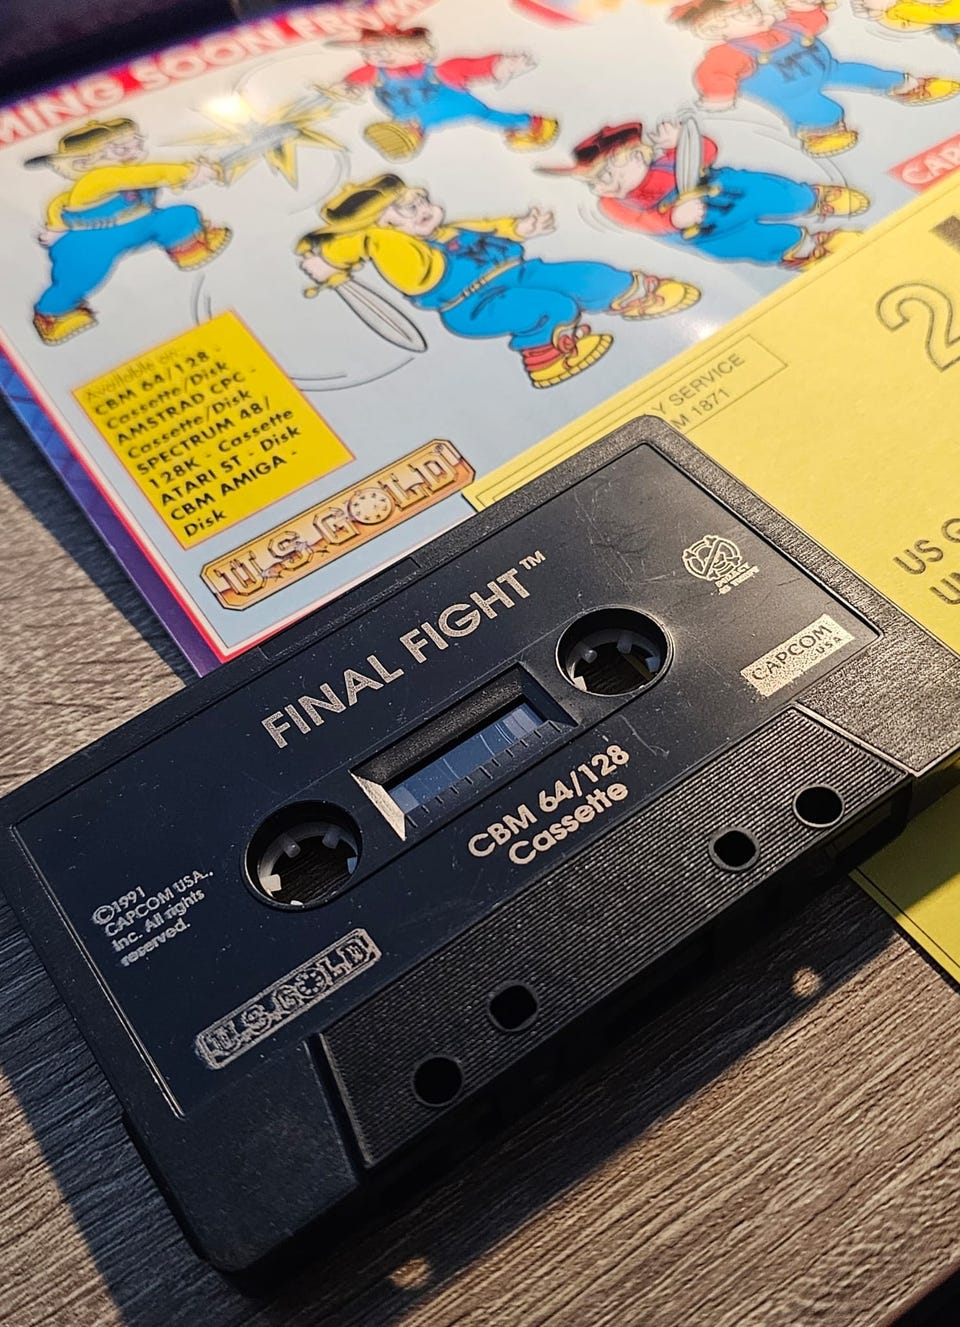 MING SOON FROM
CAP
Available on:-
CBM 64/128 -
Cassette/Disk
AMSTRAD CPC -
Cassette/Disk
SPECTRUM 48/
128K - Cassette
ATARI ST - Disk
CBM AMIGA -
Disk
U.S. GOLD
2
Y SERVICE
M 1871
US G
FINAL FIGHT™
CAPCOM
USA
CBM 64/128
Cassette
©1991
CAPCOM USA.,
Inc. All rights
reserved.
U.S. GOLD